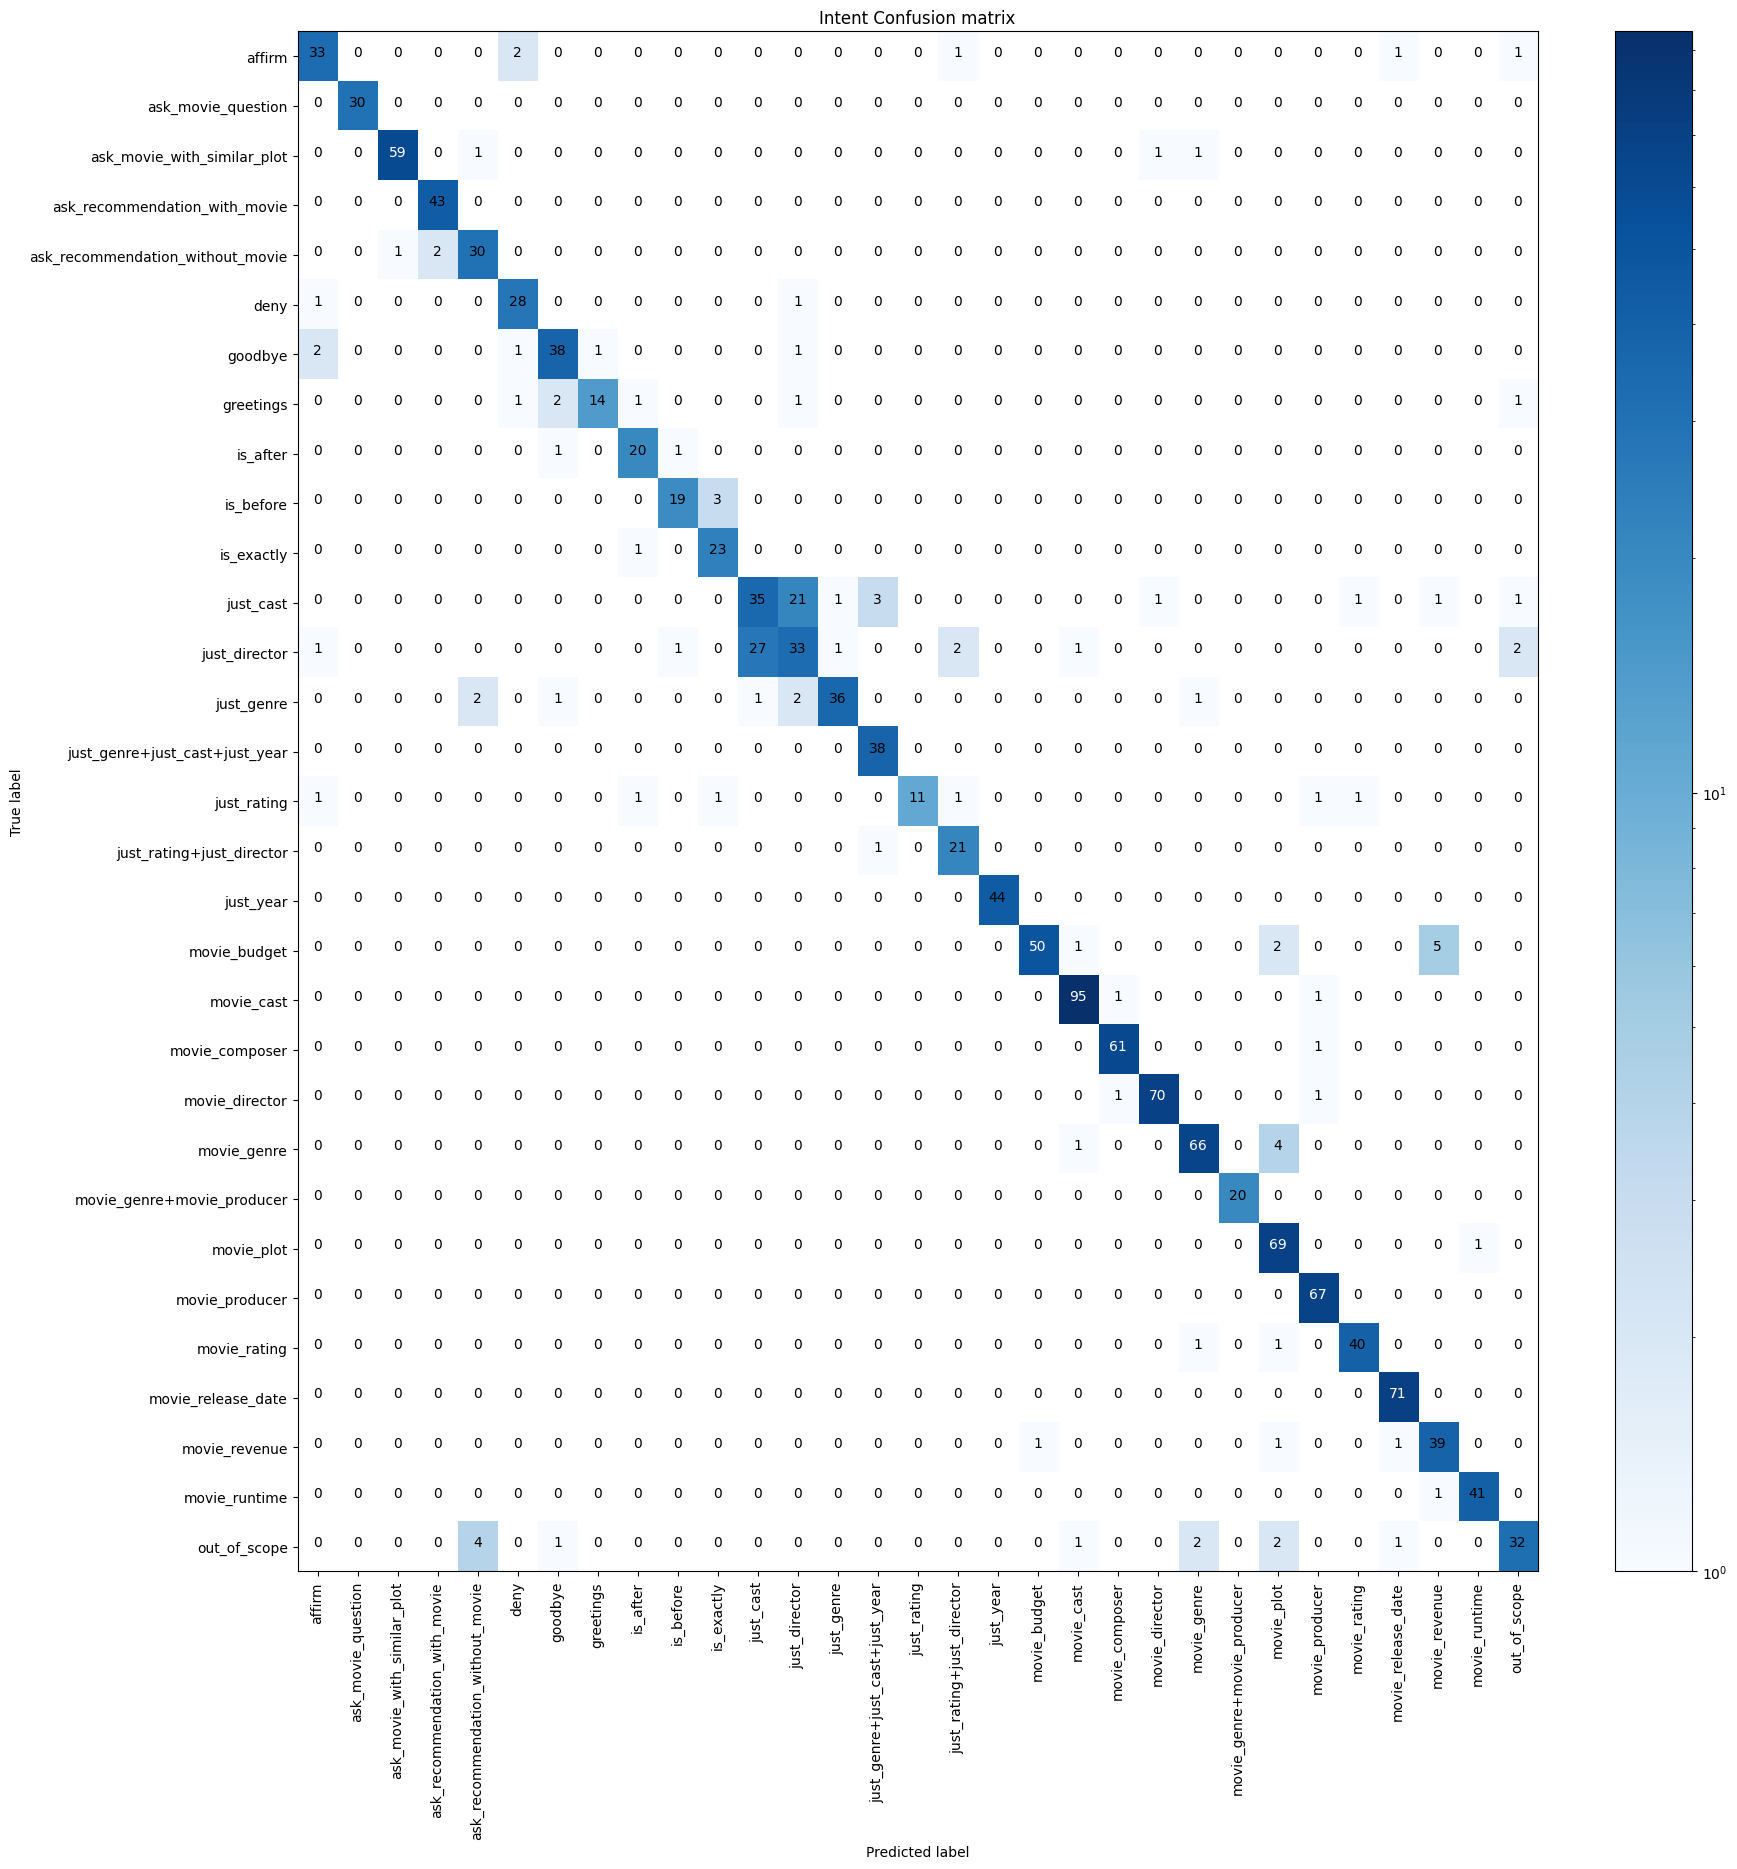 Intent Confusion matrix
affirm 33 0 0 0 0 2 0 0 0 0 0 0 0 0 0 0 1 0 0 0 0 0 0 0 0 0 0 1 0 0 1
ask_movie_question 0 30 0 0 0 0 0 0 0 0 0 0 0 0 0 0 0 0 0 0 0 0 0 0 0 0 0 0 0 0 0
ask_movie_with_similar_plot 0 0 59 0 1 0 0 0 0 0 0 0 0 0 0 0 0 0 0 0 0 1 1 0 0 0 0 0 0 0 0
ask_recommendation_with_movie 0 0 0 43 0 0 0 0 0 0 0 0 0 0 0 0 0 0 0 0 0 0 0 0 0 0 0 0 0 0 0
ask_recommendation_without_movie 0 0 1 2 30 0 0 0 0 0 0 0 0 0 0 0 0 0 0 0 0 0 0 0 0 0 0 0 0 0 0
deny 1 0 0 0 0 28 0 0 0 0 0 0 1 0 0 0 0 0 0 0 0 0 0 0 0 0 0 0 0 0 0
goodbye 2 0 0 0 0 1 38 1 0 0 0 0 1 0 0 0 0 0 0 0 0 0 0 0 0 0 0 0 0 0 0
greetings 0 0 0 0 0 1 2 14 1 0 0 0 1 0 0 0 0 0 0 0 0 0 0 0 0 0 0 0 0 0 1
is_after 0 0 0 0 0 0 1 0 20 1 0 0 0 0 0 0 0 0 0 0 0 0 0 0 0 0 0 0 0 0 0
is_before 0 0 0 0 0 0 0 0 0 19 3 0 0 0 0 0 0 0 0 0 0 0 0 0 0 0 0 0 0 0 0
is_exactly 0 0 0 0 0 0 0 0 1 0 23 0 0 0 0 0 0 0 0 0 0 0 0 0 0 0 0 0 0 0 0
just_cast 0 0 0 0 0 0 0 0 0 0 0 35 21 1 3 0 0 0 0 0 0 1 0 0 0 0 1 0 1 0 1
just_director 1 0 0 0 0 0 0 0 0 1 0 27 33 1 0 0 2 0 0 1 0 0 0 0 0 0 0 0 0 0 2
just_genre 0 0 0 0 2 0 1 0 0 0 0 1 2 36 0 0 0 0 0 0 0 0 1 0 0 0 0 0 0 0 0
just_genre+just_cast+just_year 0 0 0 0 0 0 0 0 0 0 0 0 0 0 38 0 0 0 0 0 0 0 0 0 0 0 0 0 0 0 0
just_rating 1 0 0 0 0 0 0 0 1 0 1 0 0 0 0 11 1 0 0 0 0 0 0 0 0 1 1 0 0 0 0
just_rating+just_director 0 0 0 0 0 0 0 0 0 0 0 0 0 0 1 0 21 0 0 0 0 0 0 0 0 0 0 0 0 0 0
just_year 0 0 0 0 0 0 0 0 0 0 0 0 0 0 0 0 0 44 0 0 0 0 0 0 0 0 0 0 0 0 0
movie_budget 0 0 0 0 0 0 0 0 0 0 0 0 0 0 0 0 0 0 50 1 0 0 0 0 2 0 0 0 5 0 0
movie_cast 0 0 0 0 0 0 0 0 0 0 0 0 0 0 0 0 0 0 0 95 1 0 0 0 0 1 0 0 0 0 0
movie_composer 0 0 0 0 0 0 0 0 0 0 0 0 0 0 0 0 0 0 0 0 61 0 0 0 0 1 0 0 0 0 0
movie_director 0 0 0 0 0 0 0 0 0 0 0 0 0 0 0 0 0 0 0 0 1 70 0 0 0 1 0 0 0 0 0
movie_genre 0 0 0 0 0 0 0 0 0 0 0 0 0 0 0 0 0 0 0 1 0 0 66 0 4 0 0 0 0 0 0
movie_genre+movie_producer 0 0 0 0 0 0 0 0 0 0 0 0 0 0 0 0 0 0 0 0 0 0 0 20 0 0 0 0 0 0 0
movie_plot 0 0 0 0 0 0 0 0 0 0 0 0 0 0 0 0 0 0 0 0 0 0 0 0 69 0 0 0 0 1 0
movie_producer 0 0 0 0 0 0 0 0 0 0 0 0 0 0 0 0 0 0 0 0 0 0 0 0 0 67 0 0 0 0 0
movie_rating 0 0 0 0 0 0 0 0 0 0 0 0 0 0 0 0 0 0 0 0 0 0 1 0 1 0 40 0 0 0 0
movie_release_date 0 0 0 0 0 0 0 0 0 0 0 0 0 0 0 0 0 0 0 0 0 0 0 0 0 0 0 71 0 0 0
movie_revenue 0 0 0 0 0 0 0 0 0 0 0 0 0 0 0 0 0 0 1 0 0 0 0 0 1 0 0 1 39 0 0
movie_runtime 0 0 0 0 0 0 0 0 0 0 0 0 0 0 0 0 0 0 0 0 0 0 0 0 0 0 0 0 1 41 0
out_of_scope 0 0 0 0 4 0 1 0 0 0 0 0 0 0 0 0 0 0 0 1 0 0 2 0 2 0 0 1 0 0 32
True label
affirm
ask_movie_question
ask_movie_with_similar_plot
ask_recommendation_with_movie
ask_recommendation_without_movie
deny
goodbye
greetings
is_after
is_before
is_exactly
just_cast
just_director
just_genre
just_genre+just_cast+just_year
just_rating
just_rating+just_director
just_year
movie_budget
movie_cast
movie_composer
movie_director
movie_genre
movie_genre+movie_producer
movie_plot
movie_producer
movie_rating
movie_release_date
movie_revenue
movie_runtime
out_of_scope
Predicted label
10¹
10⁰